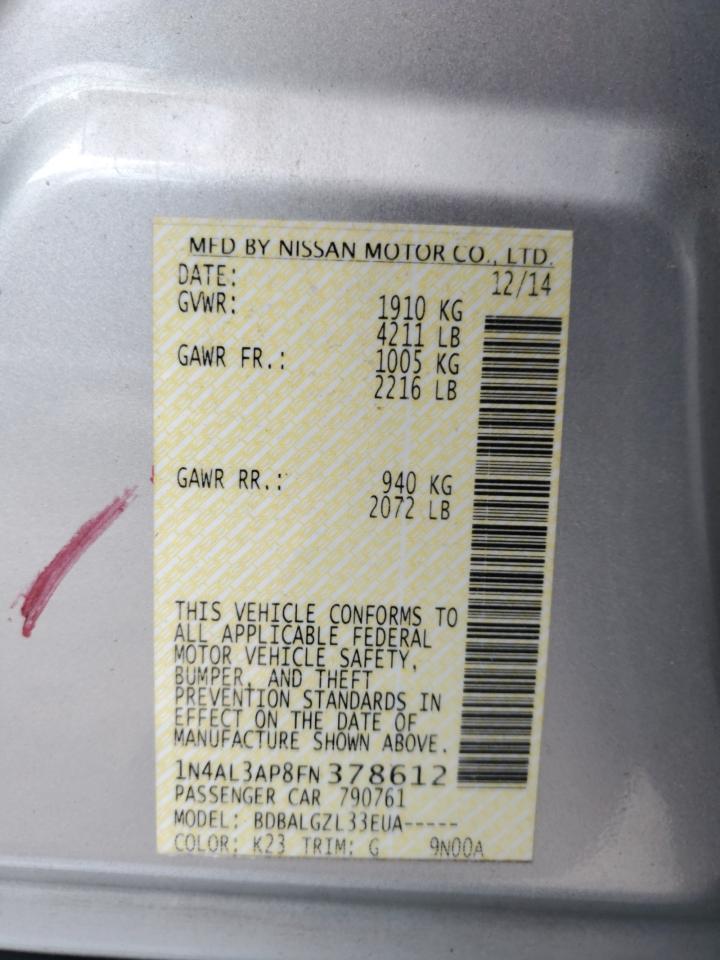 MFD BY NISSAN MOTOR CO., LTD.
DATE: 12/14
GVWR: 1910 KG
4211 LB
GAWR FR.: 1005 KG
2216 LB
GAWR RR.: 940 KG
2072 LB
THIS VEHICLE CONFORMS TO
ALL APPLICABLE FEDERAL
MOTOR VEHICLE SAFETY,
BUMPER, AND THEFT
PREVENTION STANDARDS IN
EFFECT ON THE DATE OF
MANUFACTURE SHOWN ABOVE.
1N4AL3AP8FN378612
PASSENGER CAR 790761
MODEL: BDBALGZL33EUA-----
COLOR: K23 TRIM: G 9N00A